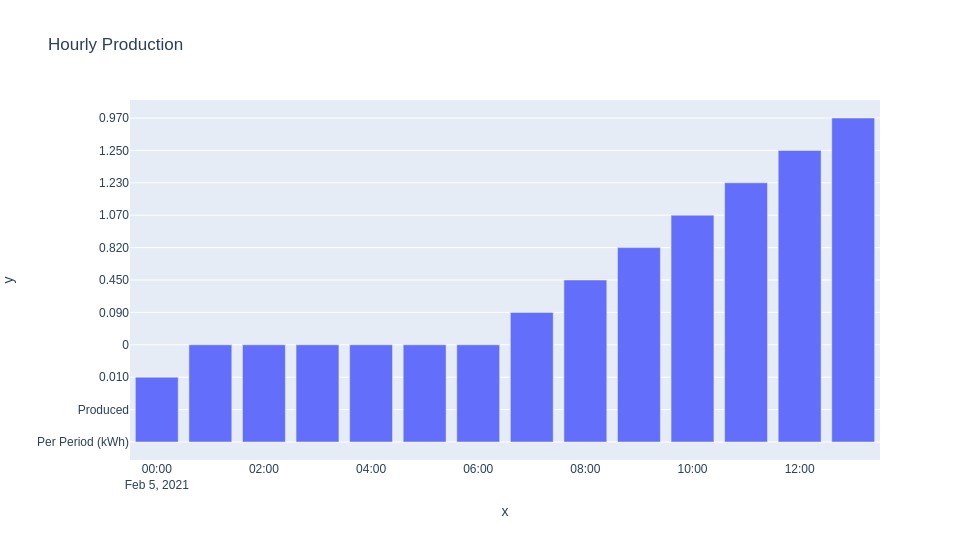 Hourly Production
0.970
1.250
1.230
1.070
0.820
0.450
0.090
0
0.010
Produced
Per Period (kWh)
y
00:00 02:00 04:00 06:00 08:00 10:00 12:00
Feb 5, 2021
x